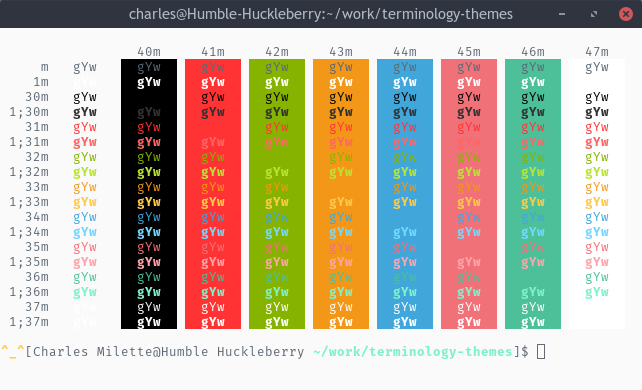 charles@Humble-Huckleberry:~/work/terminology-themes
40m 41m 42m 43m 44m 45m 46m 47m
m gYw gYw gYw gYw gYw gYw gYw gYw gYw
1m gYw gYw gYw gYw gYw gYw gYw
30m gYw gYw gYw gYw gYw gYw gYw gYw
1;30m gYw gYw gYw gYw gYw gYw gYw gYw gYw
31m gYw gYw gYw gYw gYw gYw gYw gYw
1;31m gYw gYw gYw gYw gYw gYw gYw gYw gYw
32m gYw gYw gYw gYw gYw gYw gYw gYw
1;32m gYw gYw gYw gYw gYw gYw gYw gYw gYw
33m gYw gYw gYw gYw gYw gYw gYw gYw
1;33m gYw gYw gYw gYw gYw gYw gYw gYw gYw
34m gYw gYw gYw gYw gYw gYw gYw gYw
1;34m gYw gYw gYw gYw gYw gYw gYw gYw gYw
35m gYw gYw gYw gYw gYw gYw gYw gYw
1;35m gYw gYw gYw gYw gYw gYw gYw gYw gYw
36m gYw gYw gYw gYw gYw gYw gYw gYw
1;36m gYw gYw gYw gYw gYw gYw gYw gYw gYw
37m gYw gYw gYw gYw gYw gYw gYw
1;37m gYw gYw gYw gYw gYw gYw gYw
^_^[Charles Milette@Humble Huckleberry ~/work/terminology-themes]$